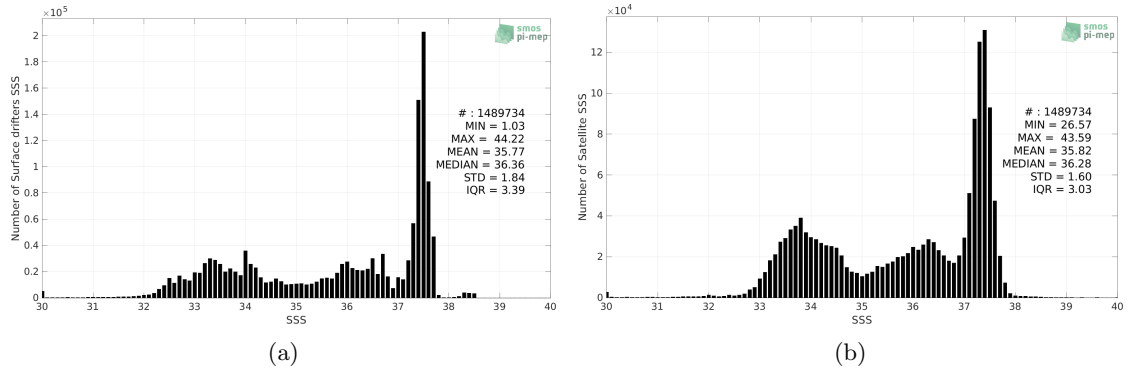 ×10⁵
smos
pi-mep
2
1.8
1.6
1.4
1.2
1
0.8
0.6
0.4
0.2
0
Number of Surface drifters SSS
# : 1489734
MIN = 1.03
MAX = 44.22
MEAN = 35.77
MEDIAN = 36.36
STD = 1.84
IQR = 3.39
30 31 32 33 34 35 36 37 38 39 40
SSS
(a)
×10⁴
smos
pi-mep
12
10
8
6
4
2
0
Number of Satellite SSS
# : 1489734
MIN = 26.57
MAX = 43.59
MEAN = 35.82
MEDIAN = 36.28
STD = 1.60
IQR = 3.03
30 31 32 33 34 35 36 37 38 39 40
SSS
(b)